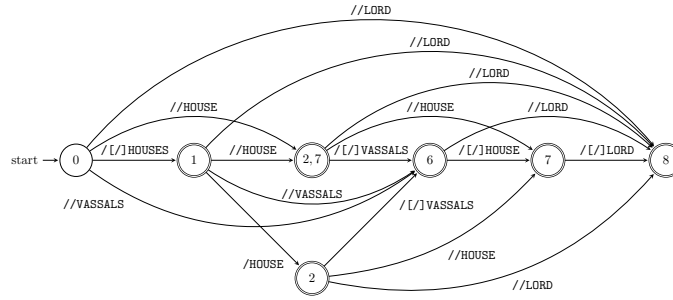 //LORD
//LORD
//LORD
//HOUSE //HOUSE //LORD
start 0 /[/]HOUSES 1 //HOUSE 2,7 /[/]VASSALS 6 /[/]HOUSE 7 /[/]LORD 8
//VASSALS //VASSALS /[/]VASSALS
//HOUSE
/HOUSE 2
//LORD